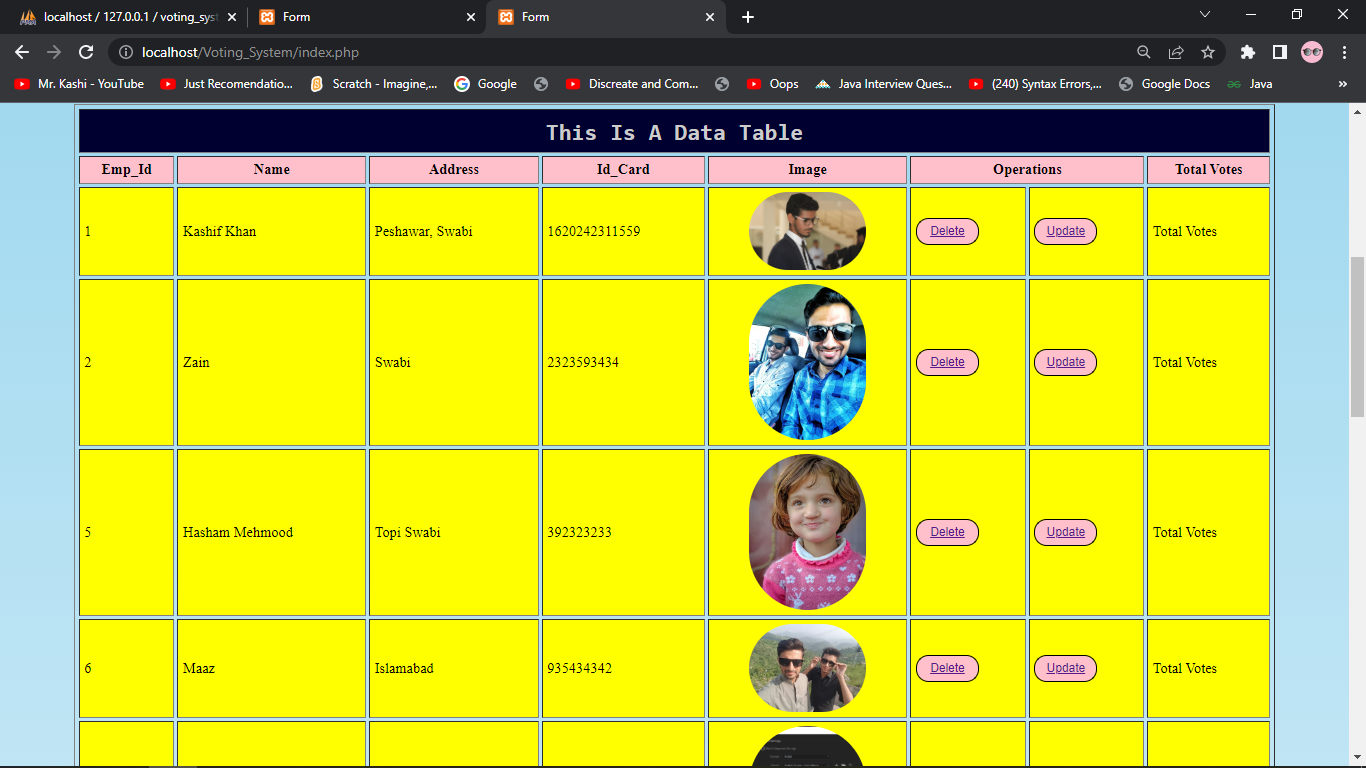 localhost / 127.0.0.1 / voting_sys
Form
Form
localhost/Voting_System/index.php
Mr. Kashi - YouTube
Just Recomendatio...
Scratch - Imagine,...
Google
Discreate and Com...
Oops
Java Interview Ques...
(240) Syntax Errors,...
Google Docs
Java
This Is A Data Table
Emp_Id Name Address Id_Card Image Operations Total Votes
1 Kashif Khan Peshawar, Swabi 1620242311559 Delete Update Total Votes
2 Zain Swabi 2323593434 Delete Update Total Votes
5 Hasham Mehmood Topi Swabi 392323233 Delete Update Total Votes
6 Maaz Islamabad 935434342 Delete Update Total Votes